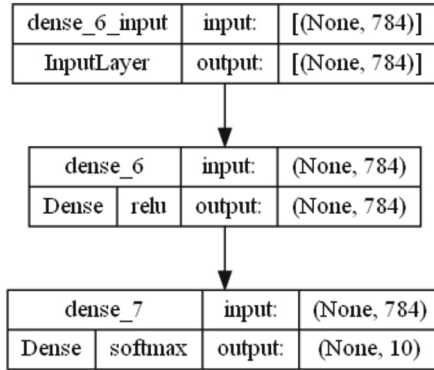 dense_6_input input: [(None, 784)]
InputLayer output: [(None, 784)]
dense_6 input: (None, 784)
Dense relu output: (None, 784)
dense_7 input: (None, 784)
Dense softmax output: (None, 10)